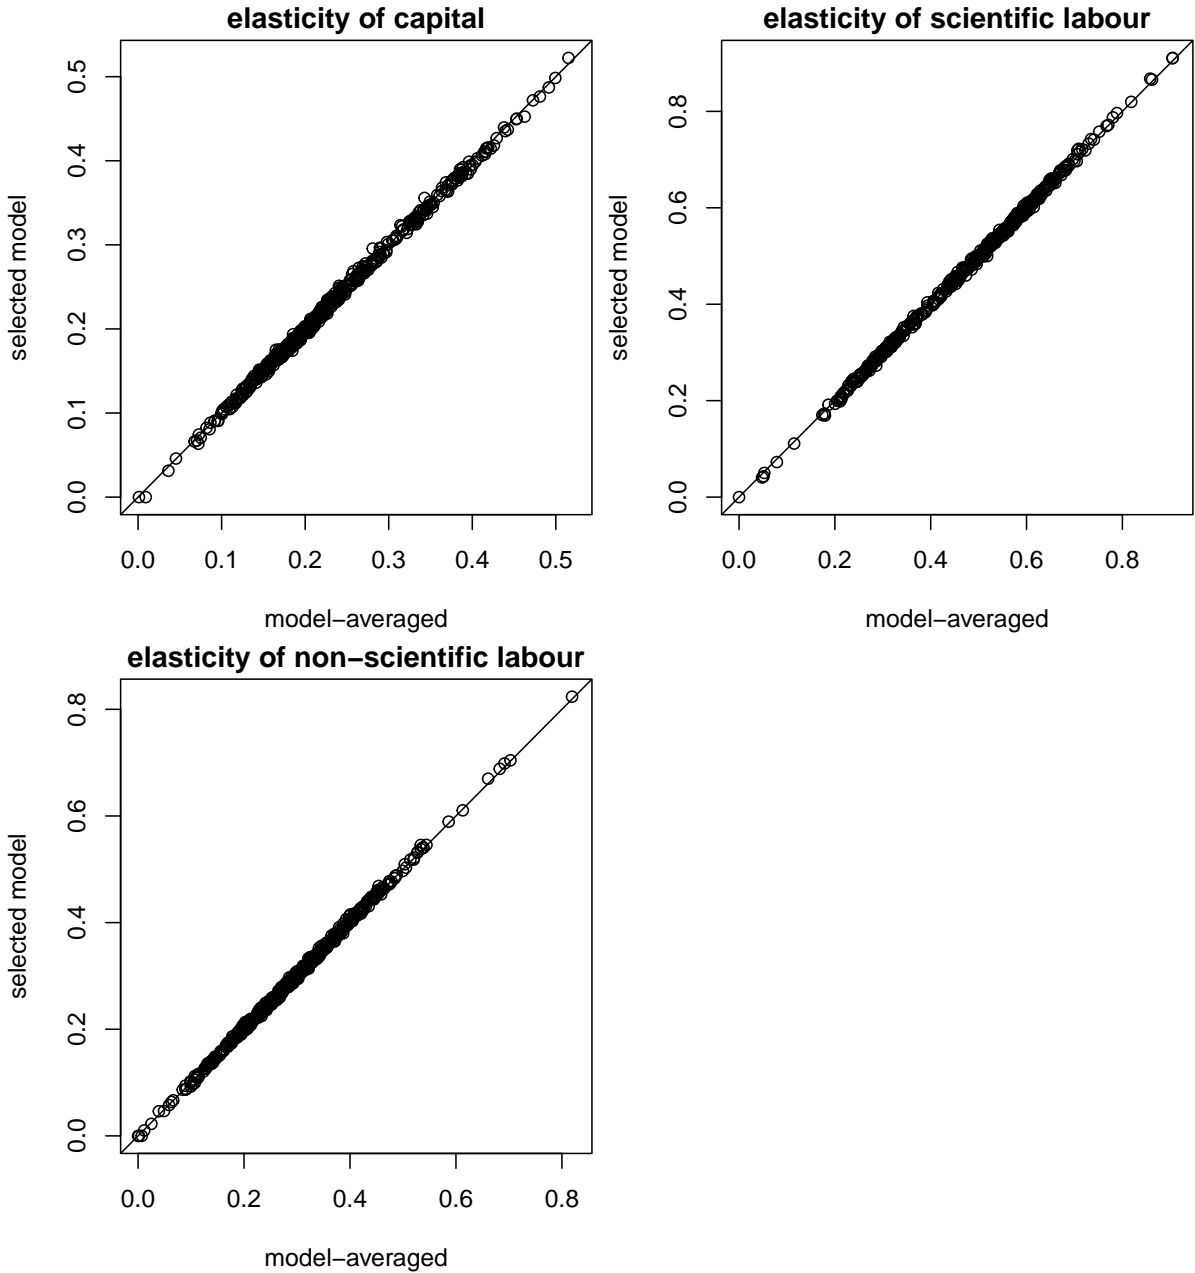 elasticity of capital
selected model
0.0 0.1 0.2 0.3 0.4 0.5
0.0 0.1 0.2 0.3 0.4 0.5
model−averaged
elasticity of scientific labour
selected model
0.0 0.2 0.4 0.6 0.8
0.0 0.2 0.4 0.6 0.8
model−averaged
elasticity of non−scientific labour
selected model
0.0 0.2 0.4 0.6 0.8
0.0 0.2 0.4 0.6 0.8
model−averaged